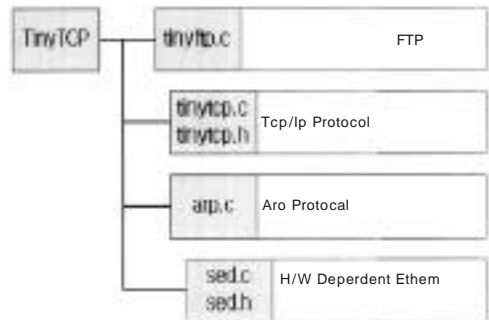 TinyTCP
tinyftp.c FTP
tinytcp.c
tinytcp.h
Tcp/Ip Protocol
arp.c Aro Protocal
sed.c
sed.h
H/W Deperdent Ethem